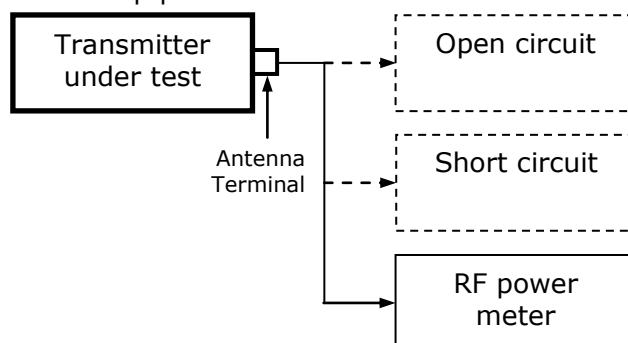 Transmitter
under test
Open circuit
Antenna
Terminal
Short circuit
RF power
meter